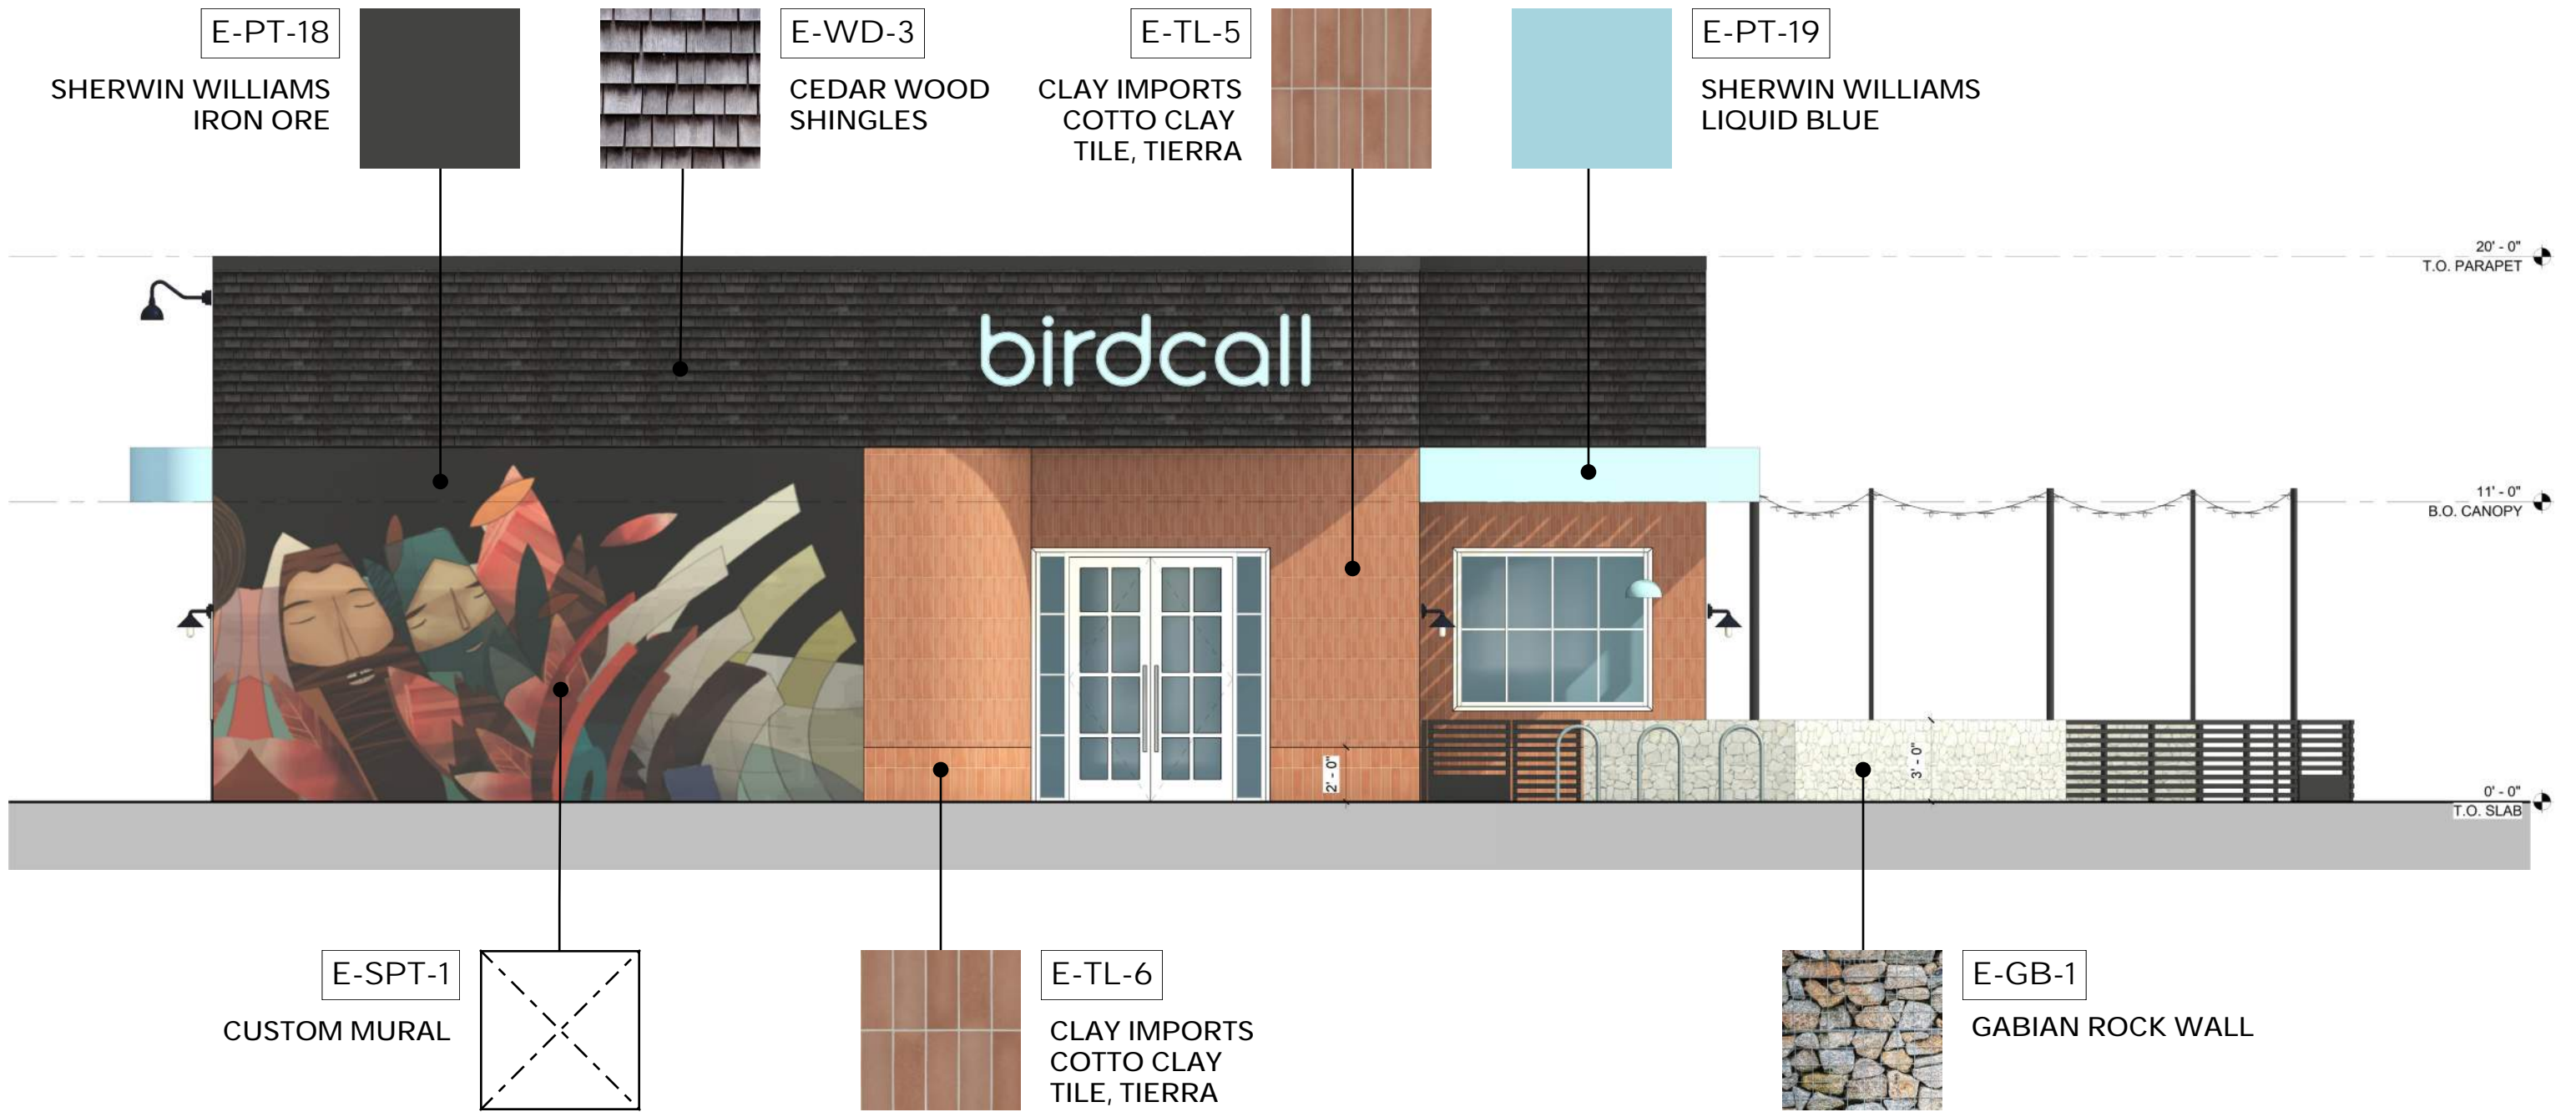 E-PT-18
SHERWIN WILLIAMS
IRON ORE
E-WD-3
CEDAR WOOD
SHINGLES
E-TL-5
CLAY IMPORTS
COTTO CLAY
TILE, TIERRA
E-PT-19
SHERWIN WILLIAMS
LIQUID BLUE
20' - 0"
T.O. PARAPET
birdcall
11' - 0"
B.O. CANOPY
2' - 0"
3' - 0"
0' - 0"
T.O. SLAB
E-SPT-1
CUSTOM MURAL
E-TL-6
CLAY IMPORTS
COTTO CLAY
TILE, TIERRA
E-GB-1
GABIAN ROCK WALL